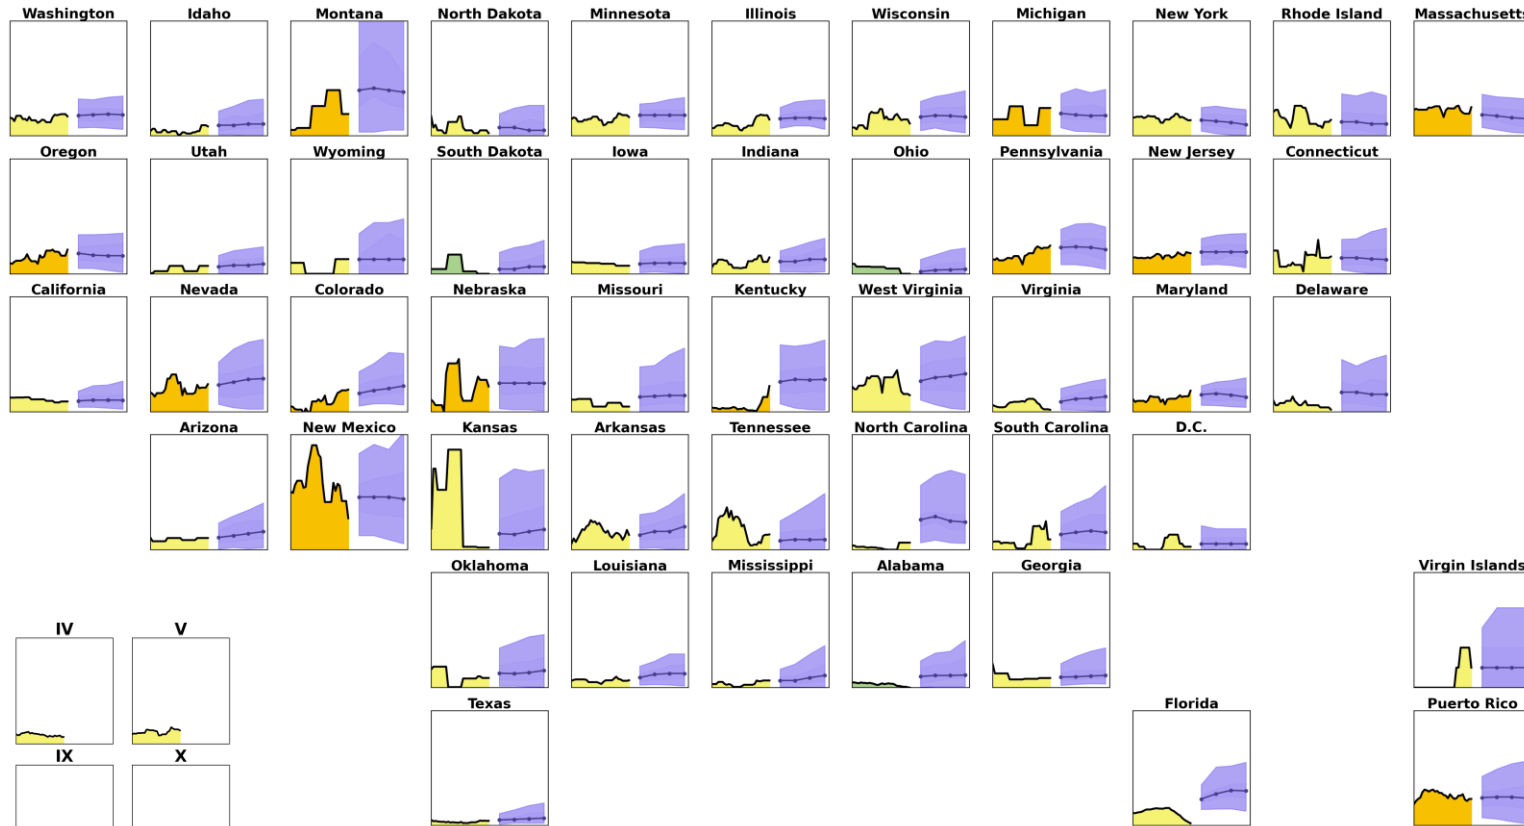 Washington
Idaho
Montana
North Dakota
Minnesota
Illinois
Wisconsin
Michigan
New York
Rhode Island
Massachusetts
Oregon
Utah
Wyoming
South Dakota
Iowa
Indiana
Ohio
Pennsylvania
New Jersey
Connecticut
California
Nevada
Colorado
Nebraska
Missouri
Kentucky
West Virginia
Virginia
Maryland
Delaware
Arizona
New Mexico
Kansas
Arkansas
Tennessee
North Carolina
South Carolina
D.C.
Oklahoma
Louisiana
Mississippi
Alabama
Georgia
Virgin Islands
IV
V
Texas
Florida
Puerto Rico
IX
X